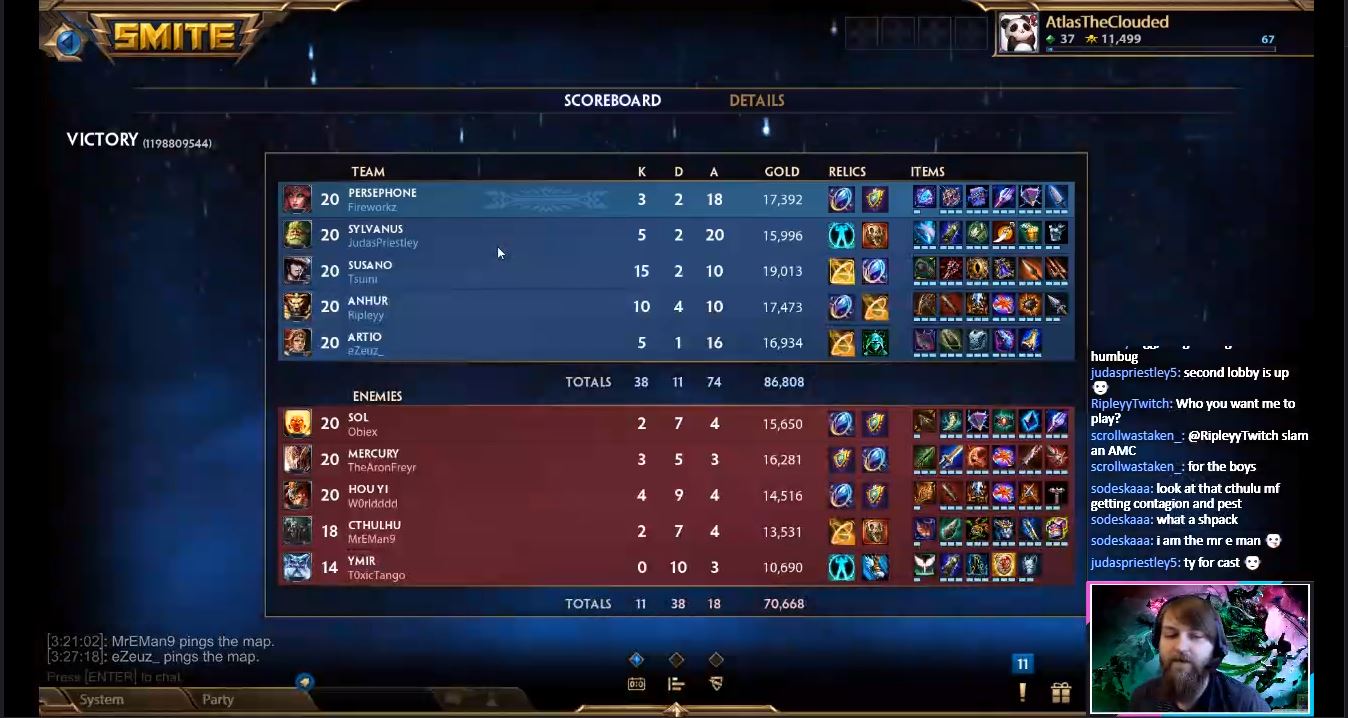 SMITE
AtlasTheClouded
37 11,499
67
SCOREBOARD DETAILS
VICTORY (1198809544)
TEAM K D A GOLD RELICS ITEMS
20 PERSEPHONE 3 2 18 17,392
Fireworkz
20 SYLVANUS 5 2 20 15,996
JudasPriestley
20 SUSANO 15 2 10 19,013
Tsuini
20 ANHUR 10 4 10 17,473
Ripleyy
20 ARTIO 5 1 16 16,934
eZeuz_
TOTALS 38 11 74 86,808
ENEMIES
20 SOL 2 7 4 15,650
Obiex
20 MERCURY 3 5 3 16,281
TheAronFreyr
20 HOU YI 4 9 4 14,516
W0rldddd
18 CTHULHU 2 7 4 13,531
MrEMan9
14 YMIR 0 10 3 10,690
T0xicTango
TOTALS 11 38 18 70,668
humbug
judaspriestley5: second lobby is up
RipleyyTwitch: Who you want me to
play?
scrollwastaken_: @RipleyyTwitch slam
an AMC
scrollwastaken_: for the boys
sodeskaaa: look at that cthulu mf
getting contagion and pest
sodeskaaa: what a shpack
sodeskaaa: i am the mr e man
judaspriestley5: ty for cast
[3:21:02]: MrEMan9 pings the map.
[3:27:18]: eZeuz_ pings the map.
Press [ENTER] to chat.
System Party
11